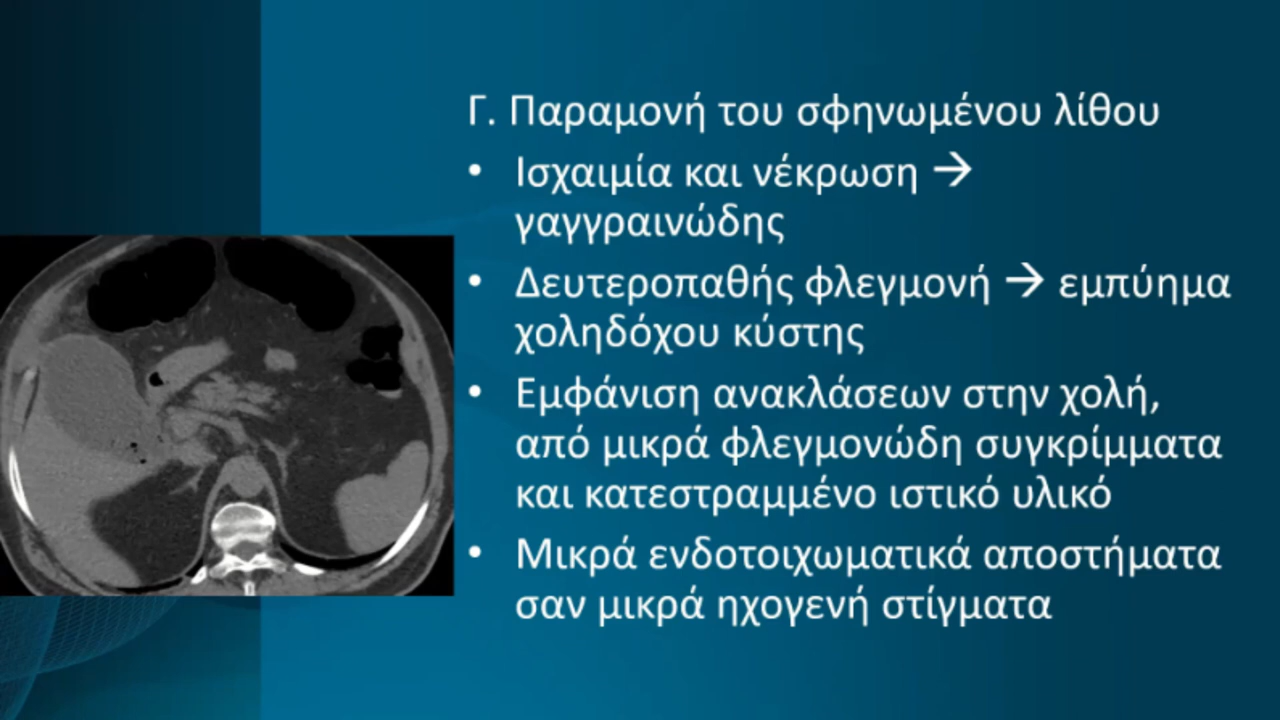 Γ. Παραμονή του σφηνωμένου λίθου
• Ισχαιμία και νέκρωση →
γαγγραινώδης
• Δευτεροπαθής φλεγμονή → εμπύημα
χοληδόχου κύστης
• Εμφάνιση ανακλάσεων στην χολή,
από μικρά φλεγμονώδη συγκρίμματα
και κατεστραμμένο ιστικό υλικό
• Μικρά ενδοτοιχωματικά αποστήματα
σαν μικρά ηχογενή στίγματα